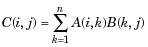 C(i, j) = \sum_{k=1}^{n} A(i,k)B(k, j)